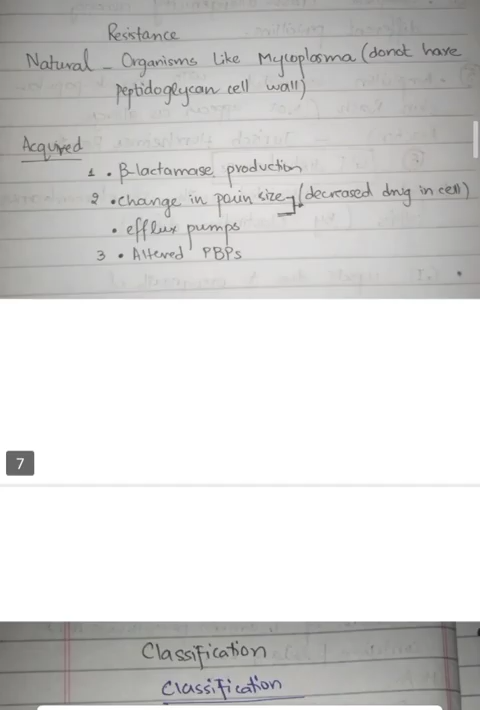 Resistance
Natural - Organisms Like Mycoplasma (donot have
peptidoglycan cell wall)
Acquired
1 • β-lactamase production
2 • change in pain size (decreased drug in cell)
• efflux pumps
3 • Altered PBPs
7
Classification
Classification